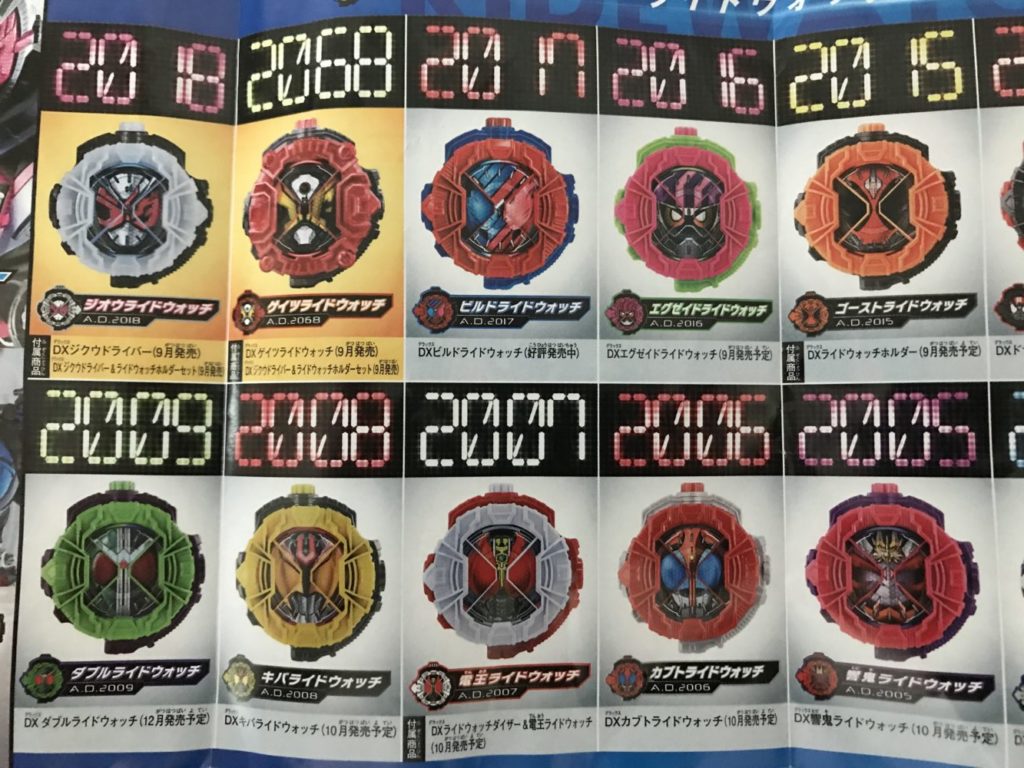 2018
2068
2017
2016
2015
ジオウライドウォッチ
A.D.2018
ゲイツライドウォッチ
A.D.2068
ビルドライドウォッチ
A.D.2017
エグゼイドライドウォッチ
A.D.2016
ゴーストライドウォッチ
A.D.2015
付属商品
DXジクウドライバー(9月発売)
DXジクウドライバー&ライドウォッチホルダーセット(9月発売)
付属商品
DXゲイツライドウォッチ(9月発売)
DXジクウドライバー&ライドウォッチホルダーセット(9月発売)
DXビルドライドウォッチ(好評発売中)
DXエグゼイドライドウォッチ(9月発売予定)
付属商品
DXライドウォッチホルダー(9月発売予定)
2009
2008
2007
2006
2005
ダブルライドウォッチ
A.D.2009
キバライドウォッチ
A.D.2008
電王ライドウォッチ
A.D.2007
カブトライドウォッチ
A.D.2006
響鬼ライドウォッチ
A.D.2005
DXダブルライドウォッチ(12月発売予定)
DXキバライドウォッチ(10月発売予定)
付属商品
DXライドウォッチダイザー&電王ライドウォッチ
(10月発売予定)
DXカブトライドウォッチ(10月発売予定)
DX響鬼ライドウォッチ(10月発売予定)